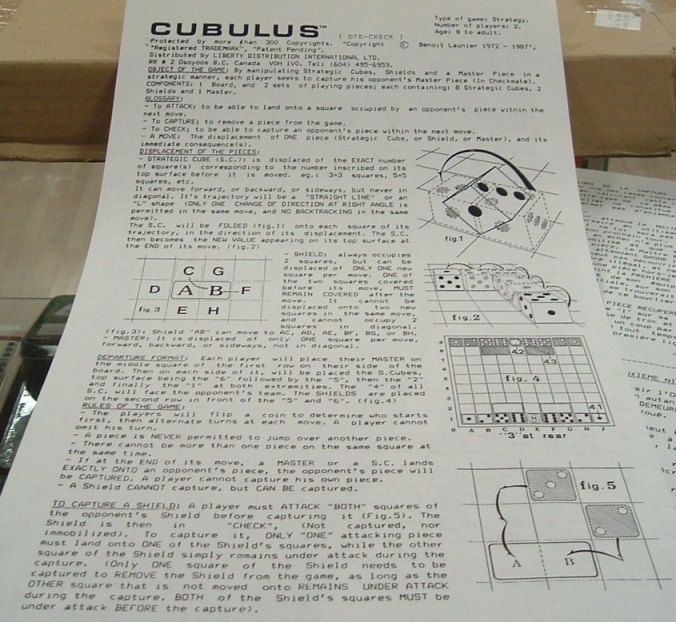 CUBULUS™
( DIE-CHECK )
Type of game: Strategy.
Number of players: 2.
Age: 8 to adult.
"Protected by more than 300 Copyrights. "Copyright © Benoit Launier 1972 - 1987",
"Registered TRADEMARK", "Patent Pending".
Distributed by LIBERTY DISTRIBUTION INTERNATIONAL LTD.
RR # 2 Osoyoos B.C. Canada VOH IVO. Tel: (604) 495-6959.
OBJECT OF THE GAME: By manipulating Strategic Cubes, Shields and a Master Piece in a
strategic manner, each player seeks to capture his opponent's Master Piece (In Checkmate).
COMPONENTS: 1 Board, and 2 sets of playing pieces; each containing: 8 Strategic Cubes, 2
Shields and 1 Master.
GLOSSARY:
- To ATTACK: to be able to land onto a square occupied by an opponent's piece within the
next move.
- To CAPTURE: to remove a piece from the game.
- To CHECK: to be able to capture an opponent's piece within the next move.
- A MOVE: The displacement of ONE piece (Strategic Cube, or Shield, or Master), and its
immediate consequence(s).
DISPLACEMENT OF THE PIECES:
- STRATEGIC CUBE (S.C.): is displaced of the EXACT number
of square(s) corresponding to the number inscribed on its
top surface before it is moved. eg.: 3=3 squares, 5=5
squares, etc.
It can move forward, or backward, or sideways, but never in
diagonal. It's trajectory will be a "STRAIGHT LINE" or an
"L" shape (ONLY ONE CHANGE OF DIRECTION AT RIGHT ANGLE is
permitted in the same move, and NO BACKTRACKING in the same
move).
The S.C. will be FOLDED (fig.1) onto each square of its
trajectory, in the direction of its displacement. The S.C.
then becomes the NEW VALUE appearing on its top surface at
the END of its move. (fig.2)
fig.1
- SHIELD: always occupies
2 squares, but can be
displaced of ONLY ONE new
square per move. ONE of
the two squares covered
before its move, MUST
REMAIN COVERED after the
move. It cannot be
displaced onto two new
squares in the same move,
and cannot occupy 2
squares in diagonal.
C G
D A B F
E H
fig.3
fig.2
(fig.3): Shield "AB" can move to AC, AD, AE, BF, BG, or BH.
- MASTER: It is displaced of only ONE square per move,
forward, backward, or sideways, not in diagonal.
DEPARTURE FORMAT: Each player will place their MASTER on
the middle square of the first row on their side of the
board. Then on each side of it, will be placed the S.Cubes,
top surface being the "6" followed by the "5", then the "2"
and finally the "1" at both extremities. The "4" of all
S.C. will face the opponent's team. The SHIELDS are placed
on the second row in front of the "5" and "6". (fig.4)
4.2
4.3
fig. 4
4.1
A B C D E F G H I
"3" at rear
RULES OF THE GAME:
- The players will flip a coin to determine who starts
first, then alternate turns at each move. A player cannot
omit his turn.
- A piece is NEVER permitted to jump over another piece.
- There cannot be more than one piece on the same square at
the same time.
- If at the END of its move, a MASTER or a S.C. lands
EXACTLY ONTO an opponent's piece, the opponent's piece will
be CAPTURED. A player cannot capture his own piece.
- A Shield CANNOT capture, but CAN BE captured.
TO CAPTURE A SHIELD: A player must ATTACK "BOTH" squares of
the opponent's Shield before capturing it (Fig.5). The
Shield is then in "CHECK", (Not captured, nor
immobilized). To capture it, ONLY "ONE" attacking piece
must land onto ONE of the Shield's squares, while the other
square of the Shield simply remains under attack during the
capture. (Only ONE square of the Shield needs to be
captured to REMOVE the Shield from the game, as long as the
OTHER square that is not moved onto REMAINS UNDER ATTACK
during the capture. BOTH of the Shield's squares MUST be
under attack BEFORE the capture).
fig.5
A B